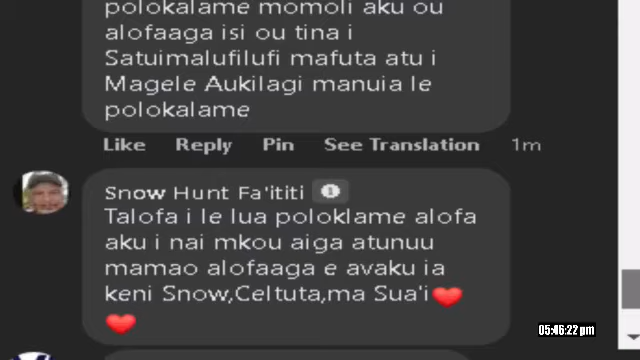 polokalame momoli aku ou
alofaaga isi ou tina i
Satuimalufilufi mafuta atu i
Magele Aukilagi manuia le
polokalame
Like Reply Pin See Translation 1m
Snow Hunt Fa'ititi 1
Talofa i le lua poloklame alofa
aku i nai mkou aiga atunuu
mamao alofaaga e avaku ia
keni Snow,Celtuta,ma Sua'i❤️
❤️
05:46:22 pm